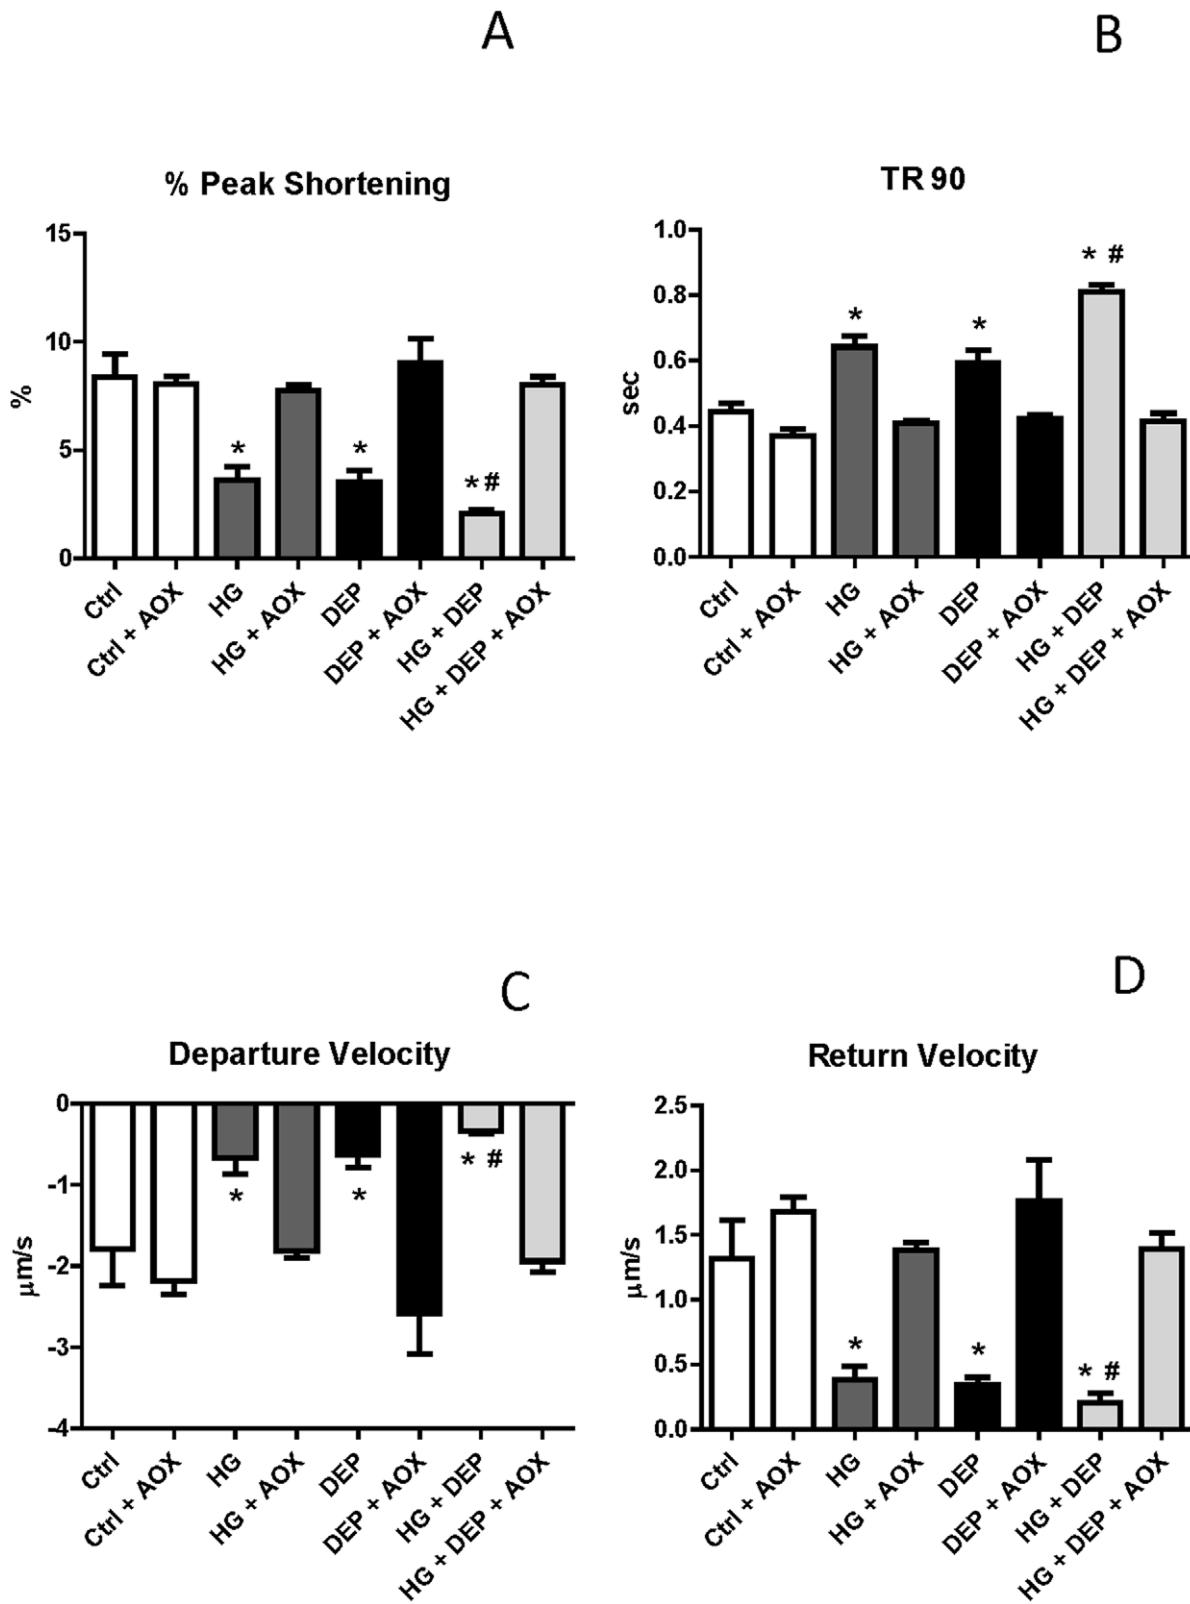 A
% Peak Shortening
15
10
5
0
%
*
*
* #
Ctrl
Ctrl + AOX
HG
HG + AOX
DEP
DEP + AOX
HG + DEP
HG + DEP + AOX
B
TR 90
1.0
0.8
0.6
0.4
0.2
0.0
sec
*
*
* #
Ctrl
Ctrl + AOX
HG
HG + AOX
DEP
DEP + AOX
HG + DEP
HG + DEP + AOX
C
Departure Velocity
0
-1
-2
-3
-4
µm/s
*
*
* #
Ctrl
Ctrl + AOX
HG
HG + AOX
DEP
DEP + AOX
HG + DEP
HG + DEP + AOX
D
Return Velocity
2.5
2.0
1.5
1.0
0.5
0.0
µm/s
*
*
* #
Ctrl
Ctrl + AOX
HG
HG + AOX
DEP
DEP + AOX
HG + DEP
HG + DEP + AOX